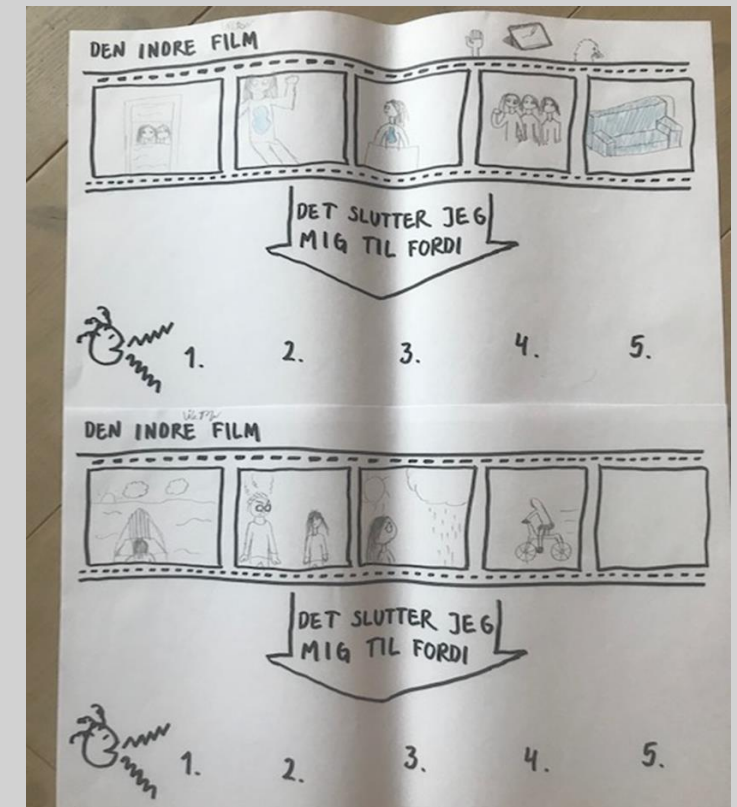 DEN INDRE FILM
DET SLUTTER JEG
MIG TIL FORDI
1. 2. 3. 4. 5.
DEN INDRE FILM
DET SLUTTER JEG
MIG TIL FORDI
1. 2. 3. 4. 5.